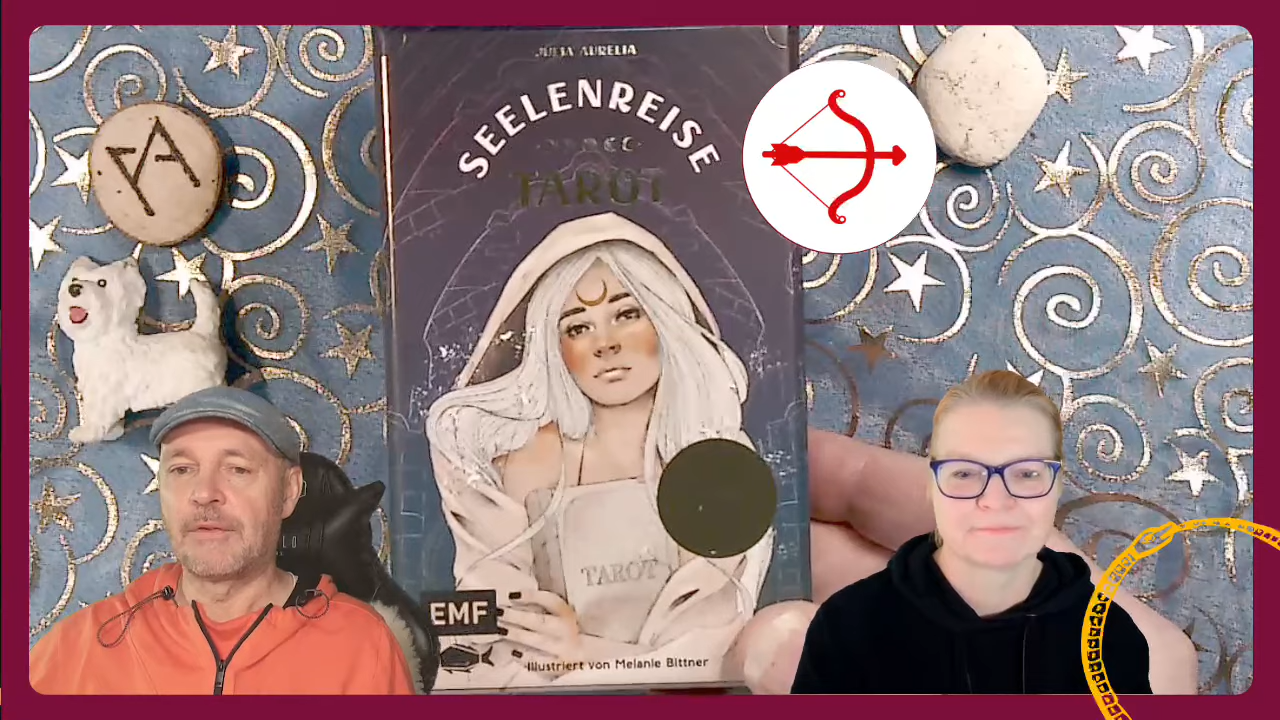 JULIA AURELIA
SEELENREISE
TAROT
TAROT
EMF
Illustriert von Melanie Bittner